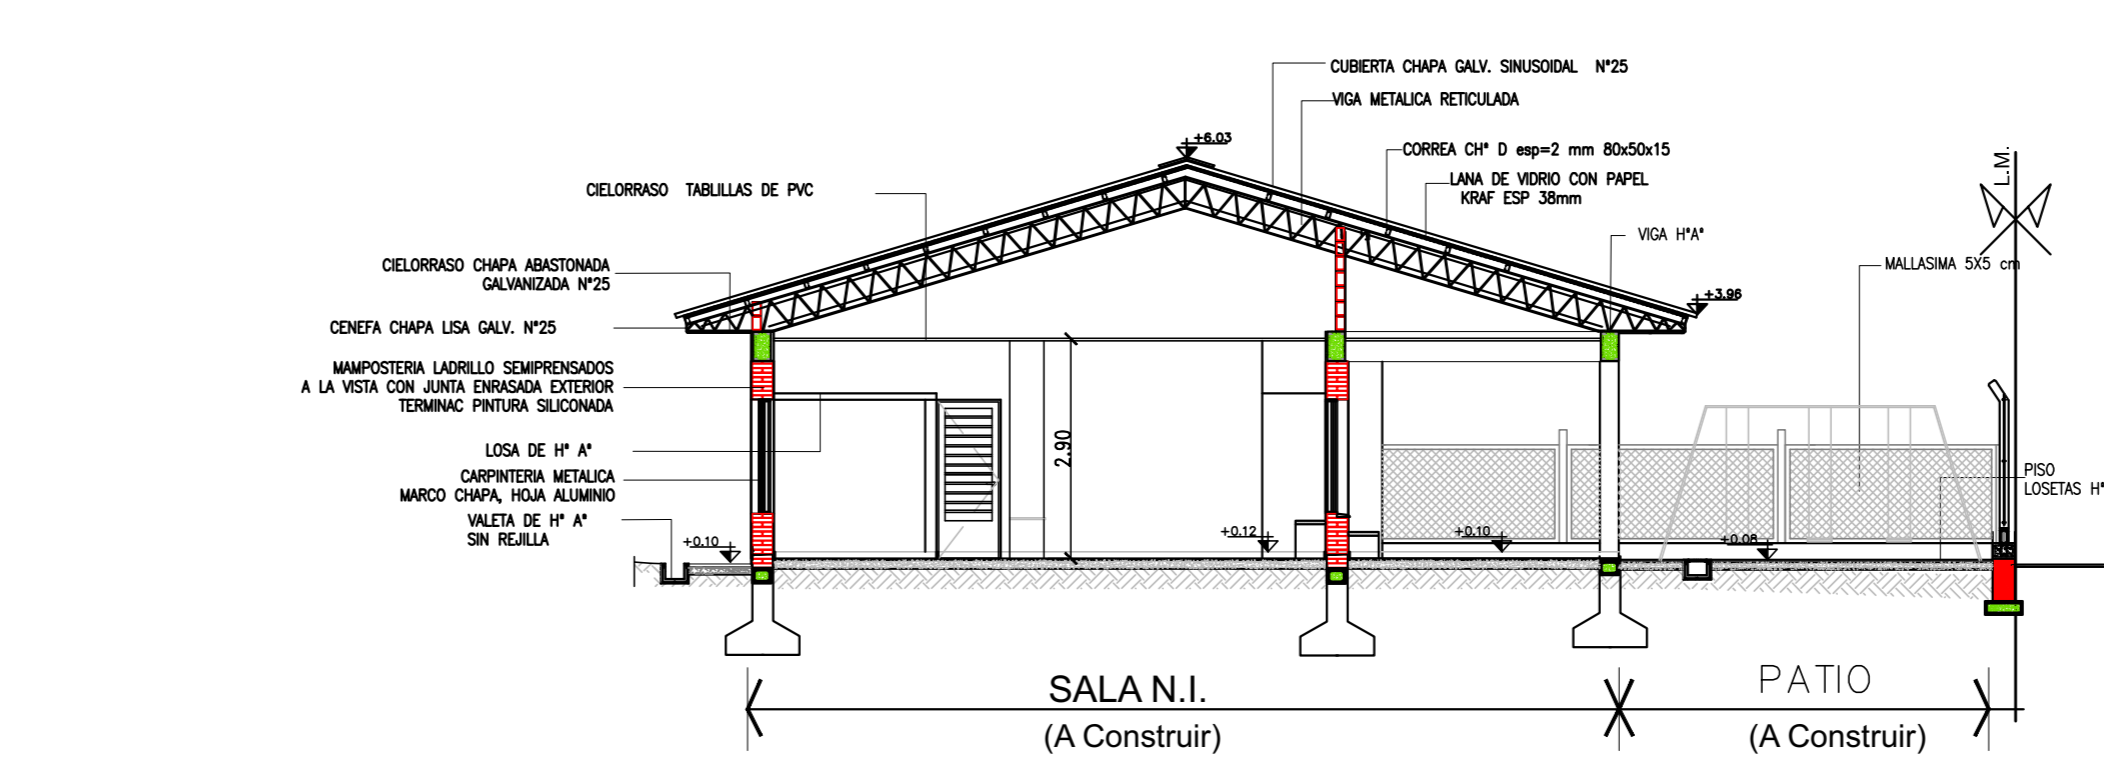 CUBIERTA CHAPA GALV. SINUSOIDAL N°25
VIGA METALICA RETICULADA
+6.03
CORREA CH° D esp=2 mm 80x50x15
L.M.
CIELORRASO TABLILLAS DE PVC
LANA DE VIDRIO CON PAPEL
KRAF ESP 38mm
VIGA H°A°
CIELORRASO CHAPA ABASTONADA
GALVANIZADA N°25
MALLASIMA 5X5 cm
+3.96
CENEFA CHAPA LISA GALV. N°25
MAMPOSTERIA LADRILLO SEMIPRENSADOS
A LA VISTA CON JUNTA ENRASADA EXTERIOR
TERMINAC PINTURA SILICONADA
2.90
LOSA DE H° A°
CARPINTERIA METALICA
MARCO CHAPA, HOJA ALUMINIO
PISO
LOSETAS H°
VALETA DE H° A°
SIN REJILLA
+0.10
+0.12
+0.10
+0.08
SALA N.I.
(A Construir)
PATIO
(A Construir)